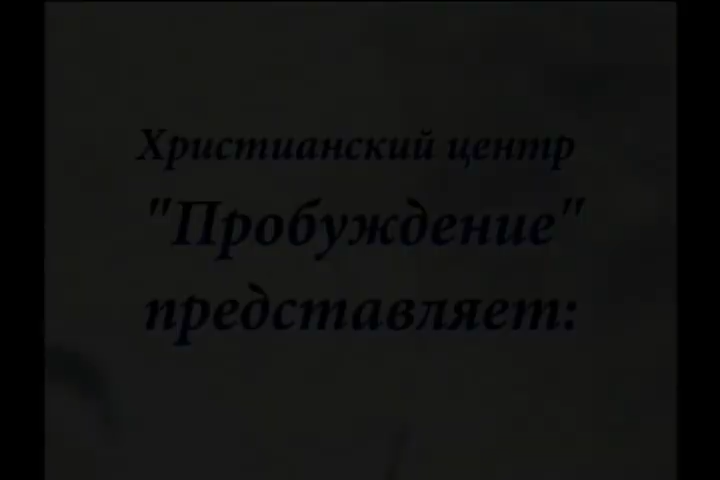 Христианский центр
"Пробуждение"
представляет: